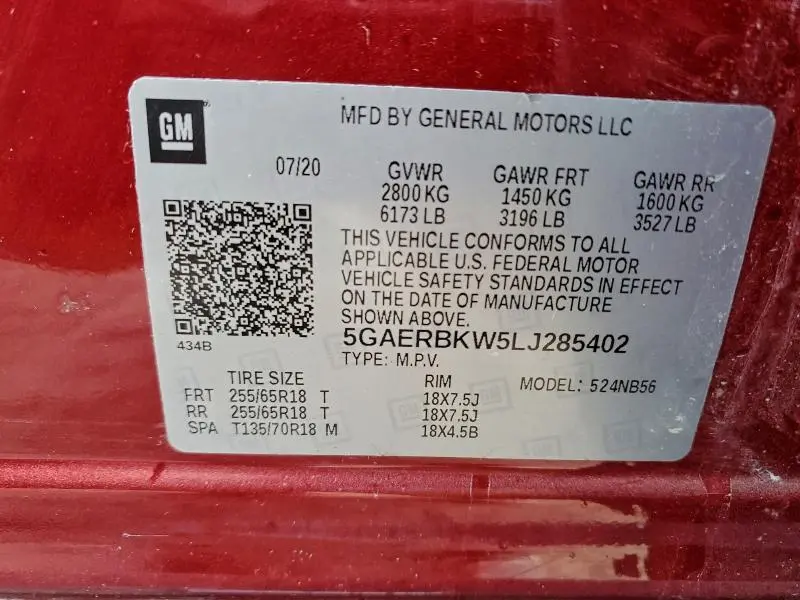 GM
MFD BY GENERAL MOTORS LLC
07/20
GVWR
2800 KG
6173 LB
GAWR FRT
1450 KG
3196 LB
GAWR RR
1600 KG
3527 LB
THIS VEHICLE CONFORMS TO ALL
APPLICABLE U.S. FEDERAL MOTOR
VEHICLE SAFETY STANDARDS IN EFFECT
ON THE DATE OF MANUFACTURE
SHOWN ABOVE.
434B
5GAERBKW5LJ285402
TYPE: M.P.V.
TIRE SIZE RIM MODEL: 524NB56
FRT 255/65R18 T 18X7.5J
RR 255/65R18 T 18X7.5J
SPA T135/70R18 M 18X4.5B